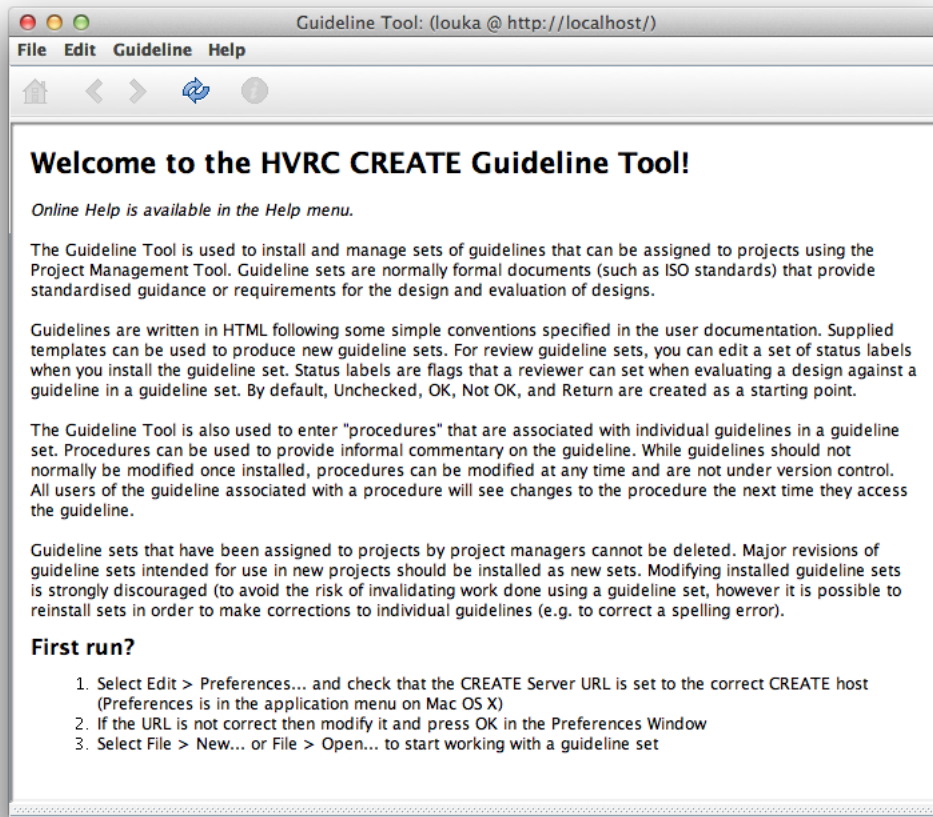 Guideline Tool: (louka @ http://localhost/)
File Edit Guideline Help
Welcome to the HVRC CREATE Guideline Tool!
Online Help is available in the Help menu.
The Guideline Tool is used to install and manage sets of guidelines that can be assigned to projects using the
Project Management Tool. Guideline sets are normally formal documents (such as ISO standards) that provide
standardised guidance or requirements for the design and evaluation of designs.
Guidelines are written in HTML following some simple conventions specified in the user documentation. Supplied
templates can be used to produce new guideline sets. For review guideline sets, you can edit a set of status labels
when you install the guideline set. Status labels are flags that a reviewer can set when evaluating a design against a
guideline in a guideline set. By default, Unchecked, OK, Not OK, and Return are created as a starting point.
The Guideline Tool is also used to enter "procedures" that are associated with individual guidelines in a guideline
set. Procedures can be used to provide informal commentary on the guideline. While guidelines should not
normally be modified once installed, procedures can be modified at any time and are not under version control.
All users of the guideline associated with a procedure will see changes to the procedure the next time they access
the guideline.
Guideline sets that have been assigned to projects by project managers cannot be deleted. Major revisions of
guideline sets intended for use in new projects should be installed as new sets. Modifying installed guideline sets
is strongly discouraged (to avoid the risk of invalidating work done using a guideline set, however it is possible to
reinstall sets in order to make corrections to individual guidelines (e.g. to correct a spelling error).
First run?
1. Select Edit > Preferences... and check that the CREATE Server URL is set to the correct CREATE host
(Preferences is in the application menu on Mac OS X)
2. If the URL is not correct then modify it and press OK in the Preferences Window
3. Select File > New... or File > Open... to start working with a guideline set